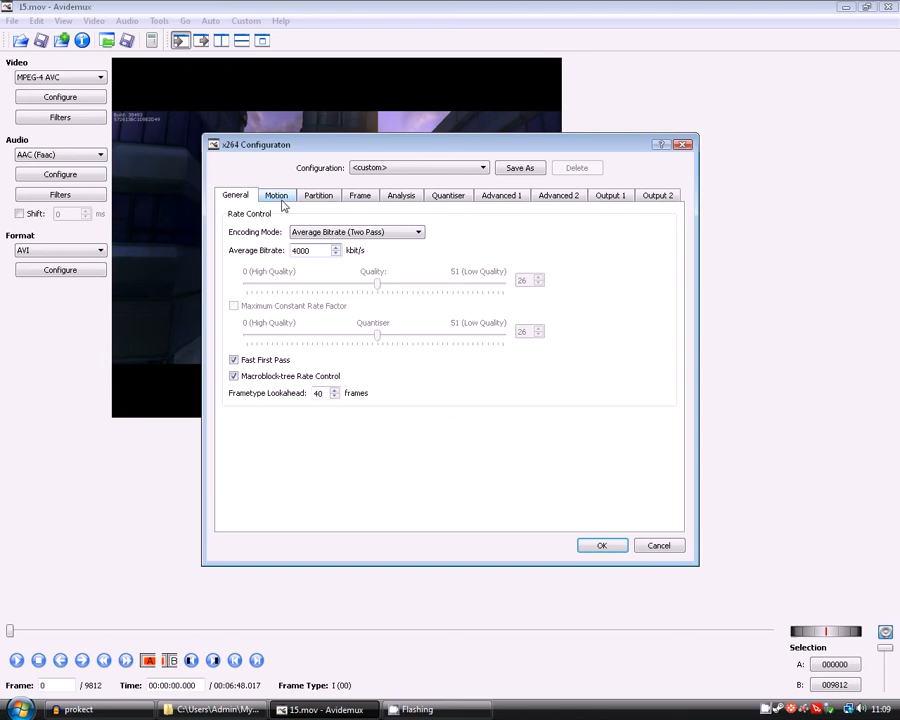 15.mov - Avidemux
File Edit View Video Audio Tools Go Auto Custom Help
Video
MPEG-4 AVC
Configure
Filters
Audio
AAC (Faac)
Configure
Filters
Shift: 0 ms
Format
AVI
Configure
x264 Configuraton
Configuration: <custom> Save As Delete
General Motion Partition Frame Analysis Quantiser Advanced 1 Advanced 2 Output 1 Output 2
Rate Control
Encoding Mode: Average Bitrate (Two Pass)
Average Bitrate: 4000 kbit/s
0 (High Quality) Quality: 51 (Low Quality)
26
Maximum Constant Rate Factor
0 (High Quality) Quantiser 51 (Low Quality)
26
Fast First Pass
Macroblock-tree Rate Control
Frametype Lookahead: 40 frames
OK Cancel
Selection
A: 000000
B: 009812
A B
Frame: 0 / 9812 Time: 00:00:00.000 / 00:06:48.017 Frame Type: I (00)
prokect C:\Users\Admin\My... 15.mov - Avidemux Flashing 11:09